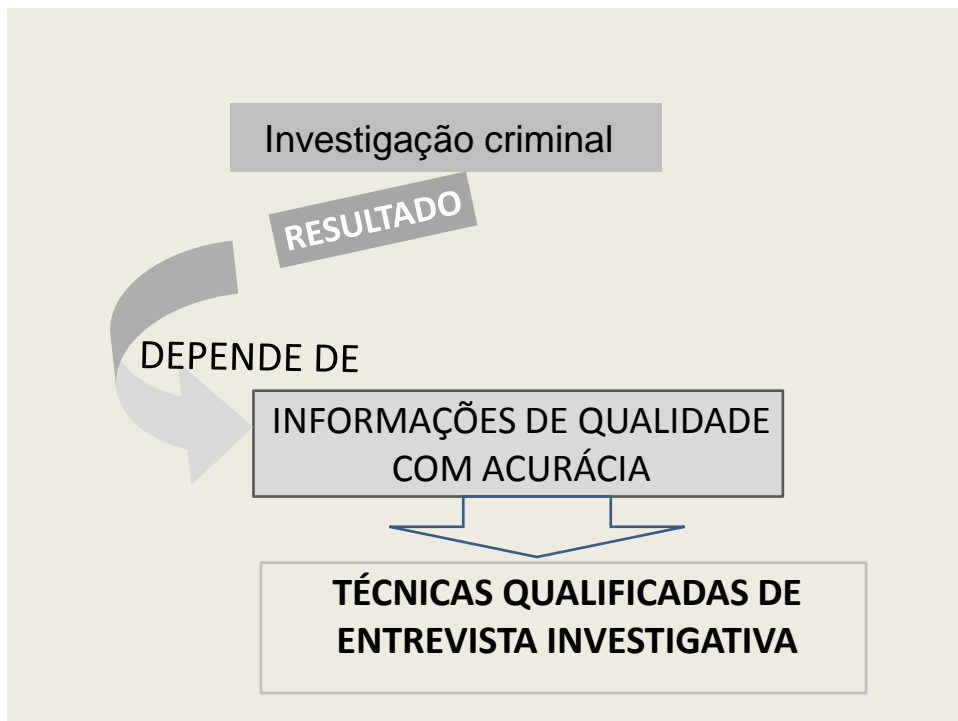 Investigação criminal
RESULTADO
DEPENDE DE
INFORMAÇÕES DE QUALIDADE
COM ACURÁCIA
TÉCNICAS QUALIFICADAS DE
ENTREVISTA INVESTIGATIVA